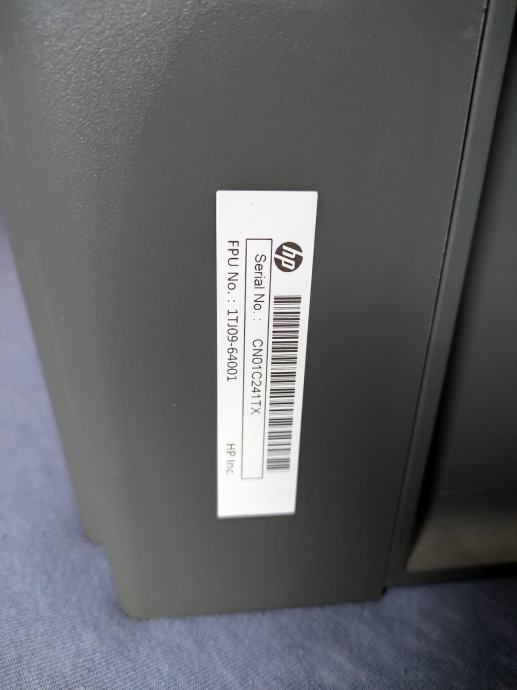 hp
Serial No. : CN01C241TX
FPU No. : 1TJ09-64001
HP Inc.